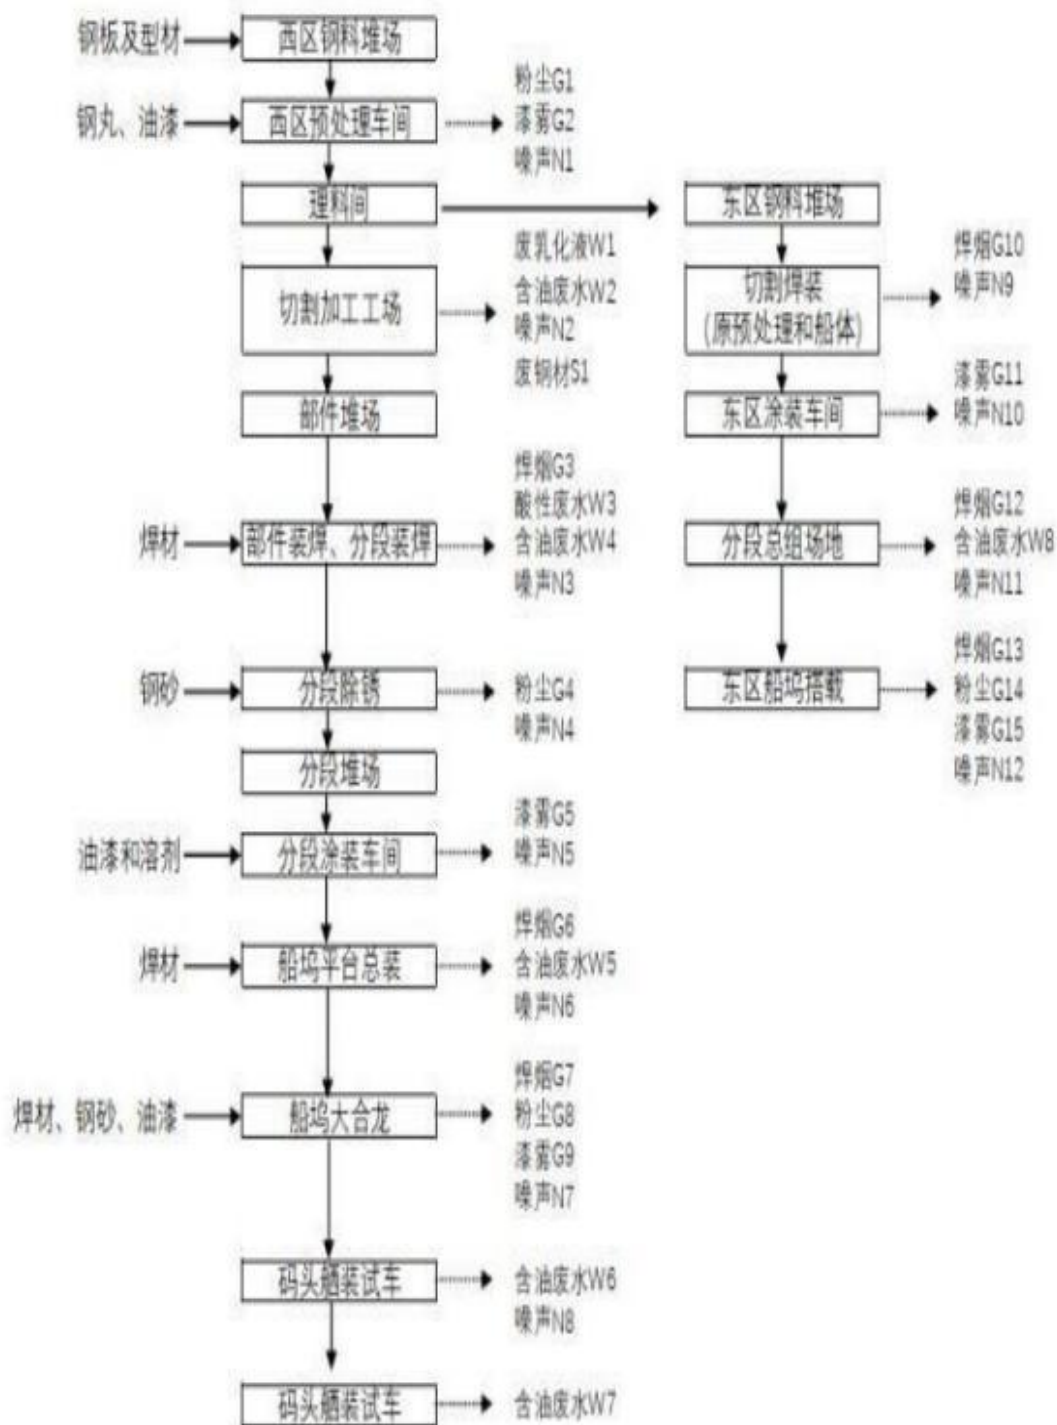 钢板及型材
西区钢料堆场
钢丸、油漆
西区预处理车间
粉尘G1
漆雾G2
噪声N1
理料间
东区钢料堆场
切割加工工场
废乳化液W1
含油废水W2
噪声N2
废钢材S1
切割焊装
(原预处理和船体)
焊烟G10
噪声N9
部件堆场
东区涂装车间
漆雾G11
噪声N10
焊材
部件装焊、分段装焊
焊烟G3
酸性废水W3
含油废水W4
噪声N3
分段总组场地
焊烟G12
含油废水W8
噪声N11
钢砂
分段除锈
粉尘G4
噪声N4
东区船坞搭载
焊烟G13
粉尘G14
漆雾G15
噪声N12
分段堆场
油漆和溶剂
分段涂装车间
漆雾G5
噪声N5
焊材
船坞平台总装
焊烟G6
含油废水W5
噪声N6
焊材、钢砂、油漆
船坞大合龙
焊烟G7
粉尘G8
漆雾G9
噪声N7
码头舾装试车
含油废水W6
噪声N8
码头舾装试车
含油废水W7